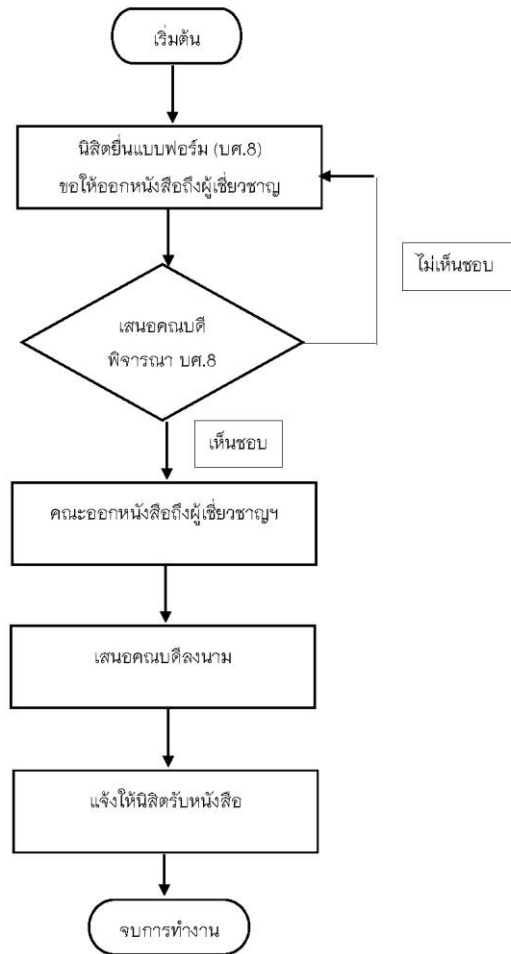 เริ่มต้น
นิสิตยื่นแบบฟอร์ม (บศ.8)
ขอให้ออกหนังสือถึงผู้เชี่ยวชาญ
ไม่เห็นชอบ
เสนอคณบดี
พิจารณา บศ.8
เห็นชอบ
คณะออกหนังสือถึงผู้เชี่ยวชาญฯ
เสนอคณบดีลงนาม
แจ้งให้นิสิตรับหนังสือ
จบการทำงาน